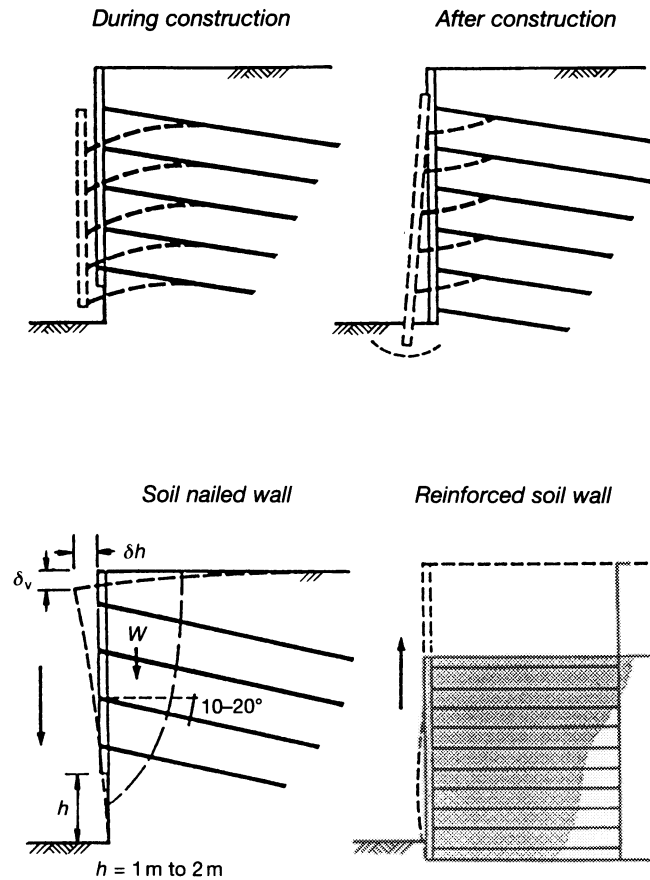 During construction
After construction
Soil nailed wall
Reinforced soil wall
δh
δv
W
10–20°
h
h = 1 m to 2 m